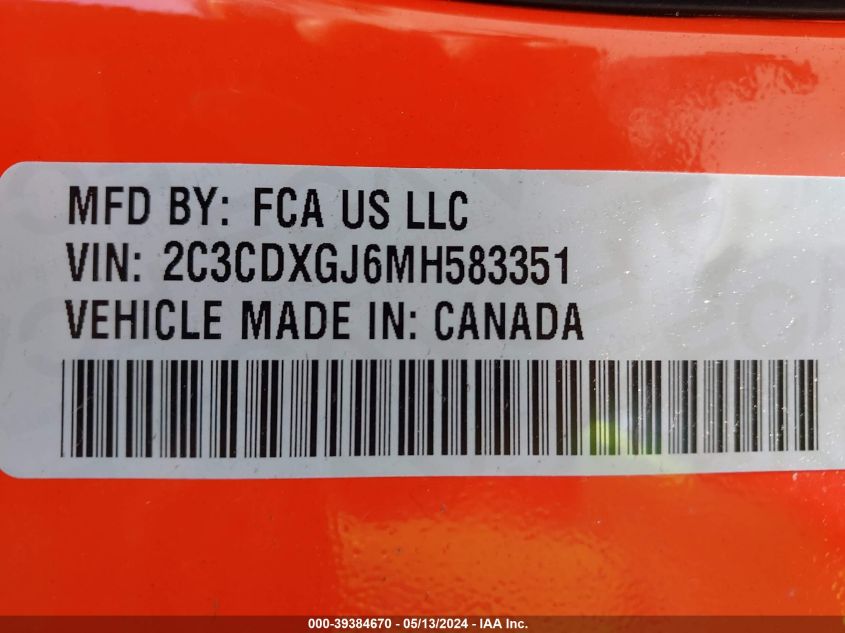 MFD BY: FCA US LLC
VIN: 2C3CDXGJ6MH583351
VEHICLE MADE IN: CANADA
000-39384670 - 05/13/2024 - IAA Inc.